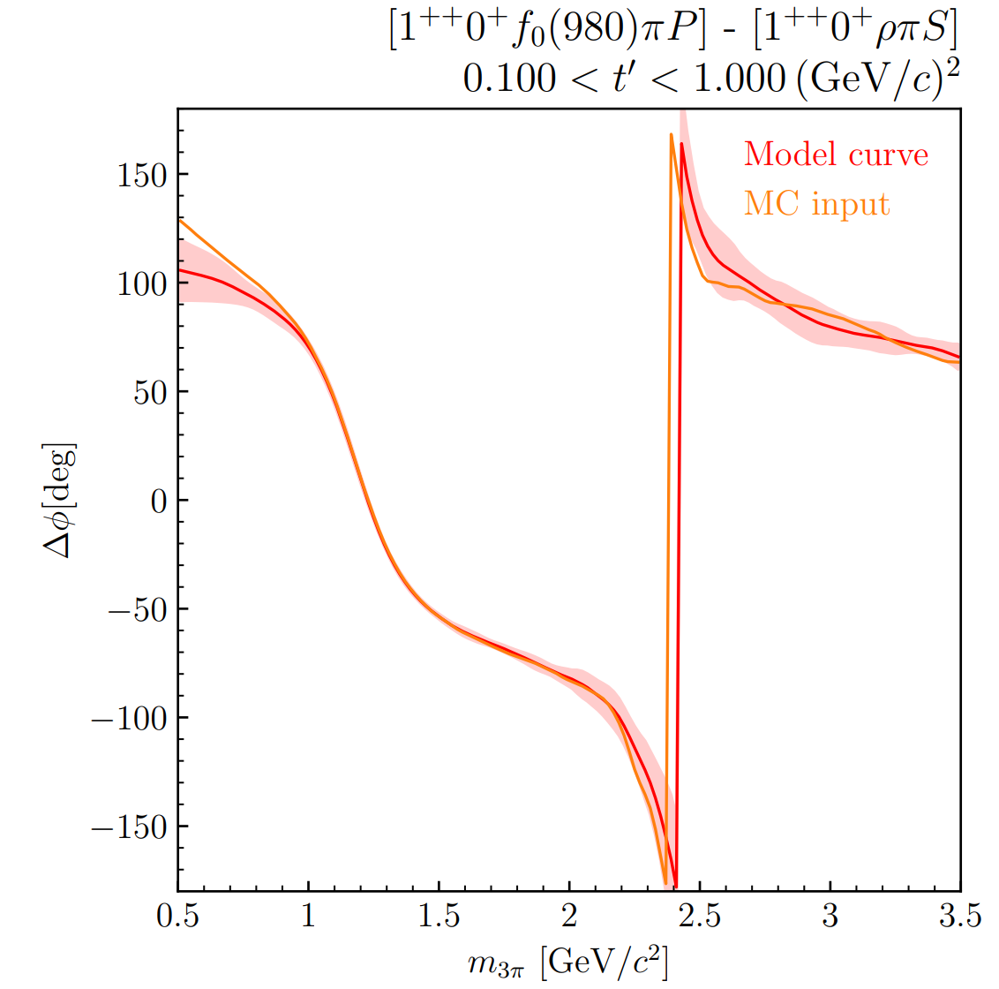 [1⁺⁺0⁺f₀(980)πP] - [1⁺⁺0⁺ρπS]
0.100 < t′ < 1.000 (GeV/c)²
Model curve
MC input
150
100
50
0
−50
−100
−150
Δϕ[deg]
0.5 1 1.5 2 2.5 3 3.5
m₃π [GeV/c²]